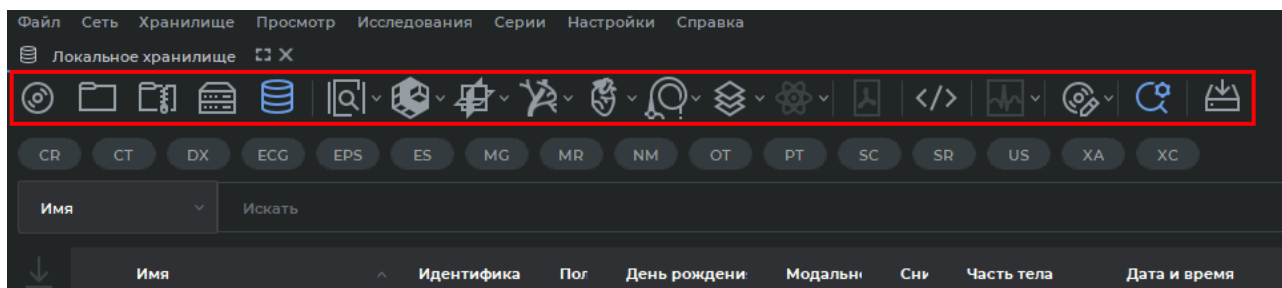 Файл Сеть Хранилище Просмотр Исследования Серии Настройки Справка
Локальное хранилище
CR CT DX ECG EPS ES MG MR NM OT PT SC SR US XA XC
Имя Искать
Имя Идентифика Пол День рождени Модальн Сни Часть тела Дата и время